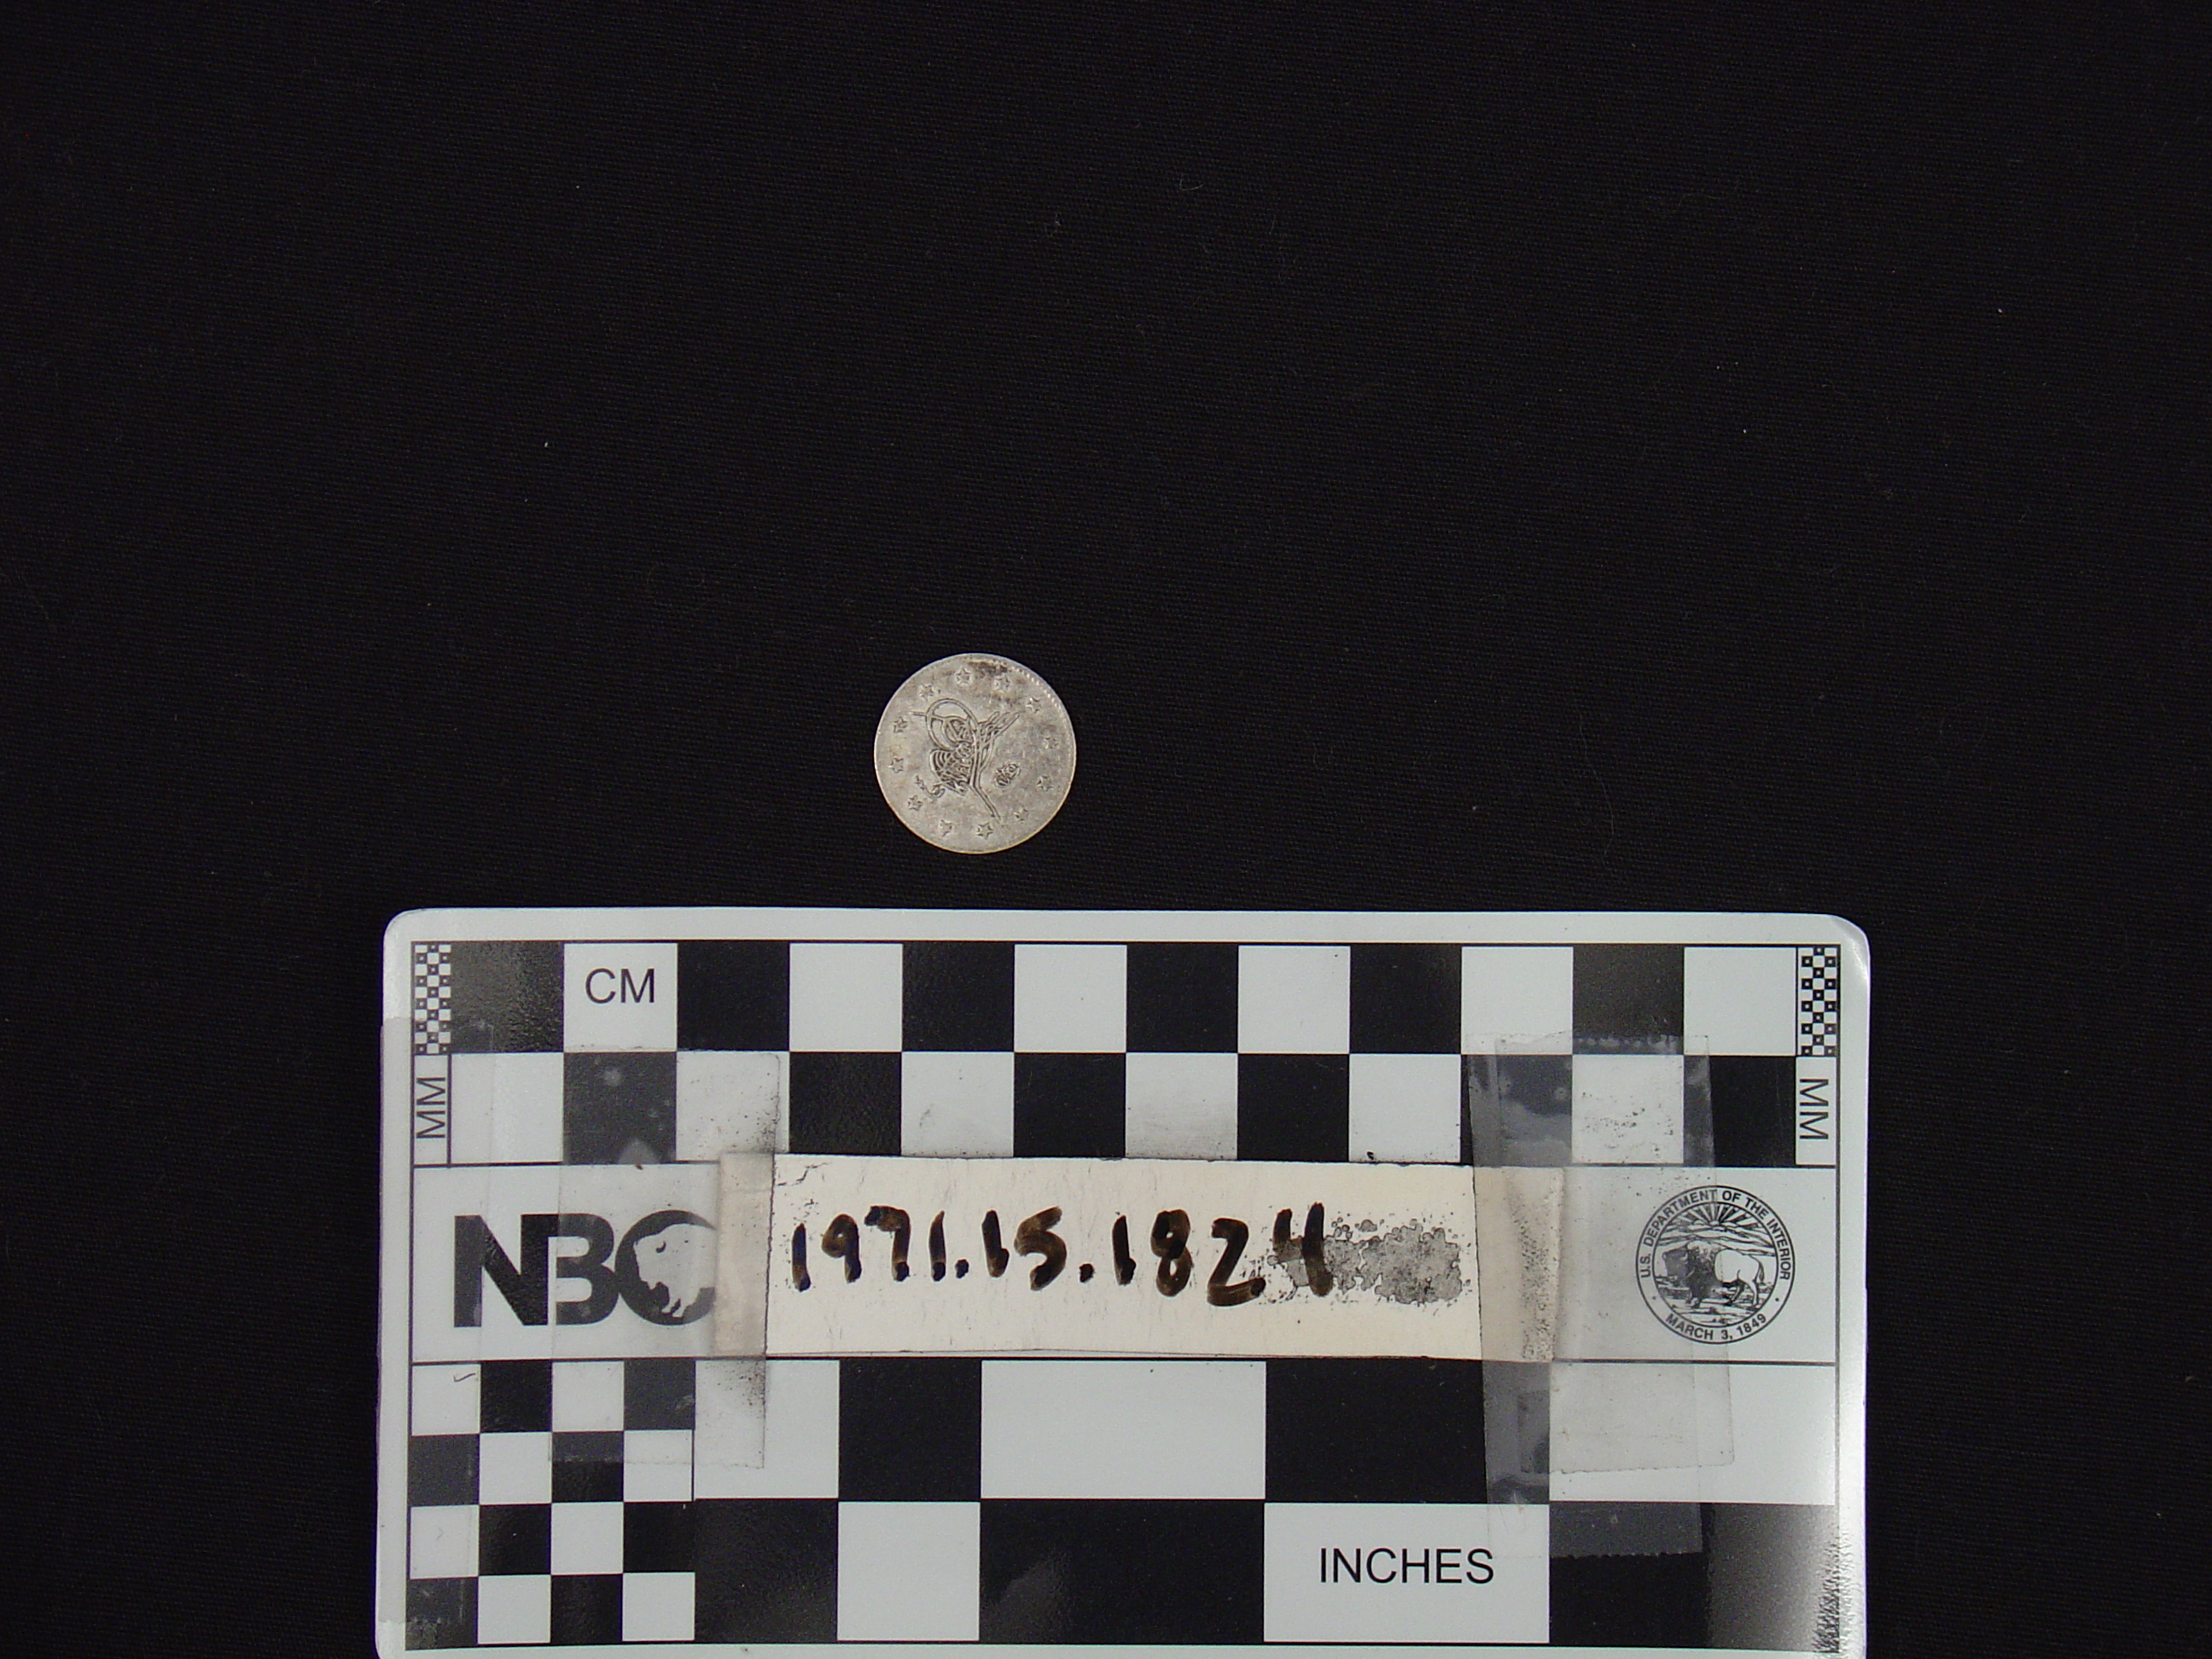 CM
MM
MM
NBC
1971.15.1824
U.S. DEPARTMENT OF THE INTERIOR
MARCH 3, 1849
INCHES